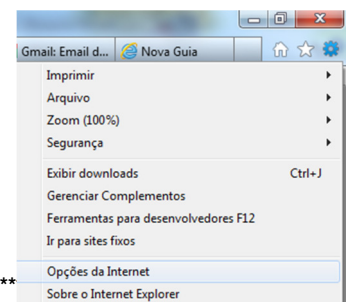 Gmail: Email d... Nova Guia
Imprimir
Arquivo
Zoom (100%)
Segurança
Exibir downloads Ctrl+J
Gerenciar Complementos
Ferramentas para desenvolvedores F12
Ir para sites fixos
** Opções da Internet
Sobre o Internet Explorer